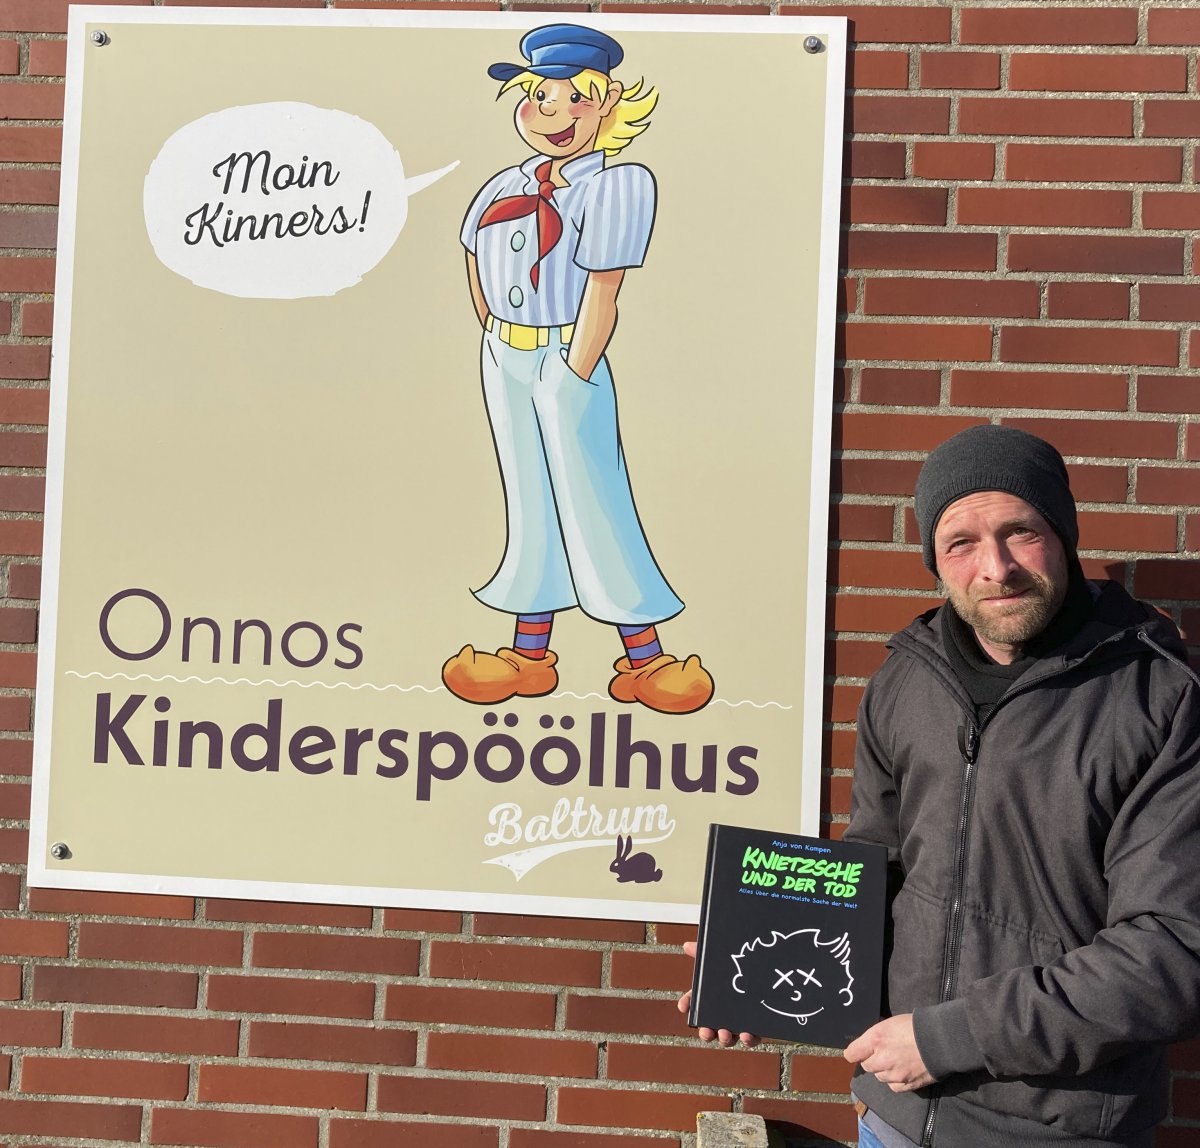 Moin
Kinners!
Onnos
Kinderspöölhus
Baltrum
Anja von Kampen
KNIETZSCHE
UND DER TOD
Alles über die normalste Sache der Welt